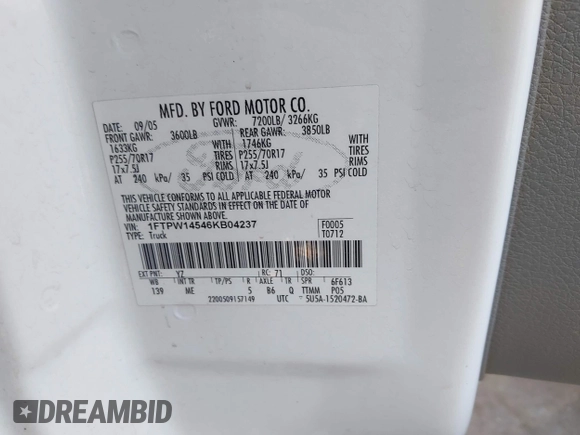 MFD. BY FORD MOTOR CO.
DATE: 09/05 GVWR: 7200LB/ 3266KG
FRONT GAWR: 3600LB REAR GAWR: 3850LB
1633KG 1746KG
P255/70R17 TIRES P255/70R17 TIRES
17x7.5J RIMS 17x7.5J RIMS
AT 240 kPa/ 35 PSI COLD AT 240 kPa/ 35 PSI COLD
THIS VEHICLE CONFORMS TO ALL APPLICABLE FEDERAL MOTOR
VEHICLE SAFETY STANDARDS IN EFFECT ON THE DATE OF
MANUFACTURE SHOWN ABOVE.
VIN: 1FTPW14546KB04237 F0005
TYPE: Truck T0712
EXT PNT: YZ RC: 71 DSO:
WB INT TR TP/PS R AXLE TR SPR 6F613
139 ME 5 B6 Q TTMM P05
2200509157149 UTC 5U5A-1520472-BA
DREAMBID